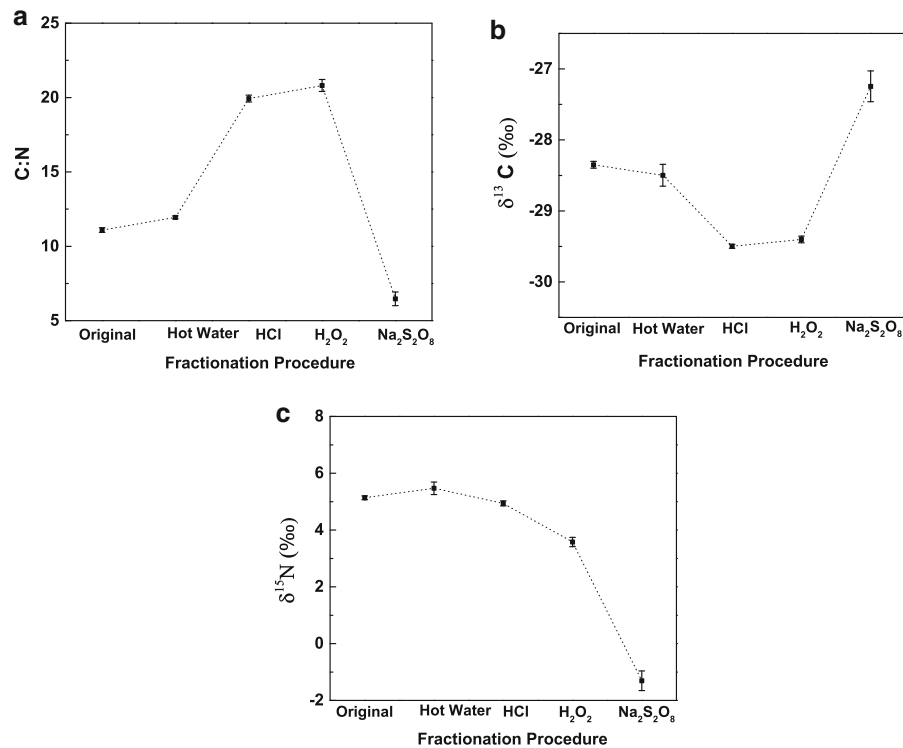 a
25
20
15
10
5
C:N
Original Hot Water HCl H₂O₂ Na₂S₂O₈
Fractionation Procedure
b
-27
-28
-29
-30
δ¹³ C (‰)
Original Hot Water HCl H₂O₂ Na₂S₂O₈
Fractionation Procedure
c
8
6
4
2
0
-2
δ¹⁵N (‰)
Original Hot Water HCl H₂O₂ Na₂S₂O₈
Fractionation Procedure